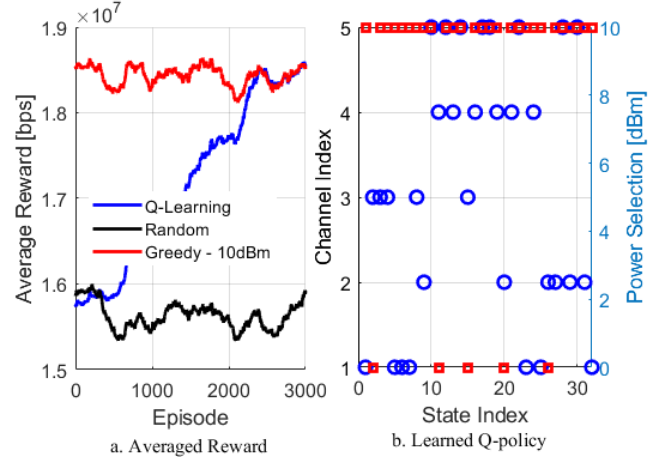 ×10⁷
1.9
1.8
1.7
1.6
1.5
Average Reward [bps]
Q-Learning
Random
Greedy - 10dBm
0
1000
2000
3000
Episode
a. Averaged Reward
5
4
3
2
1
Channel Index
10
8
6
4
2
0
Power Selection [dBm]
0
10
20
30
State Index
b. Learned Q-policy